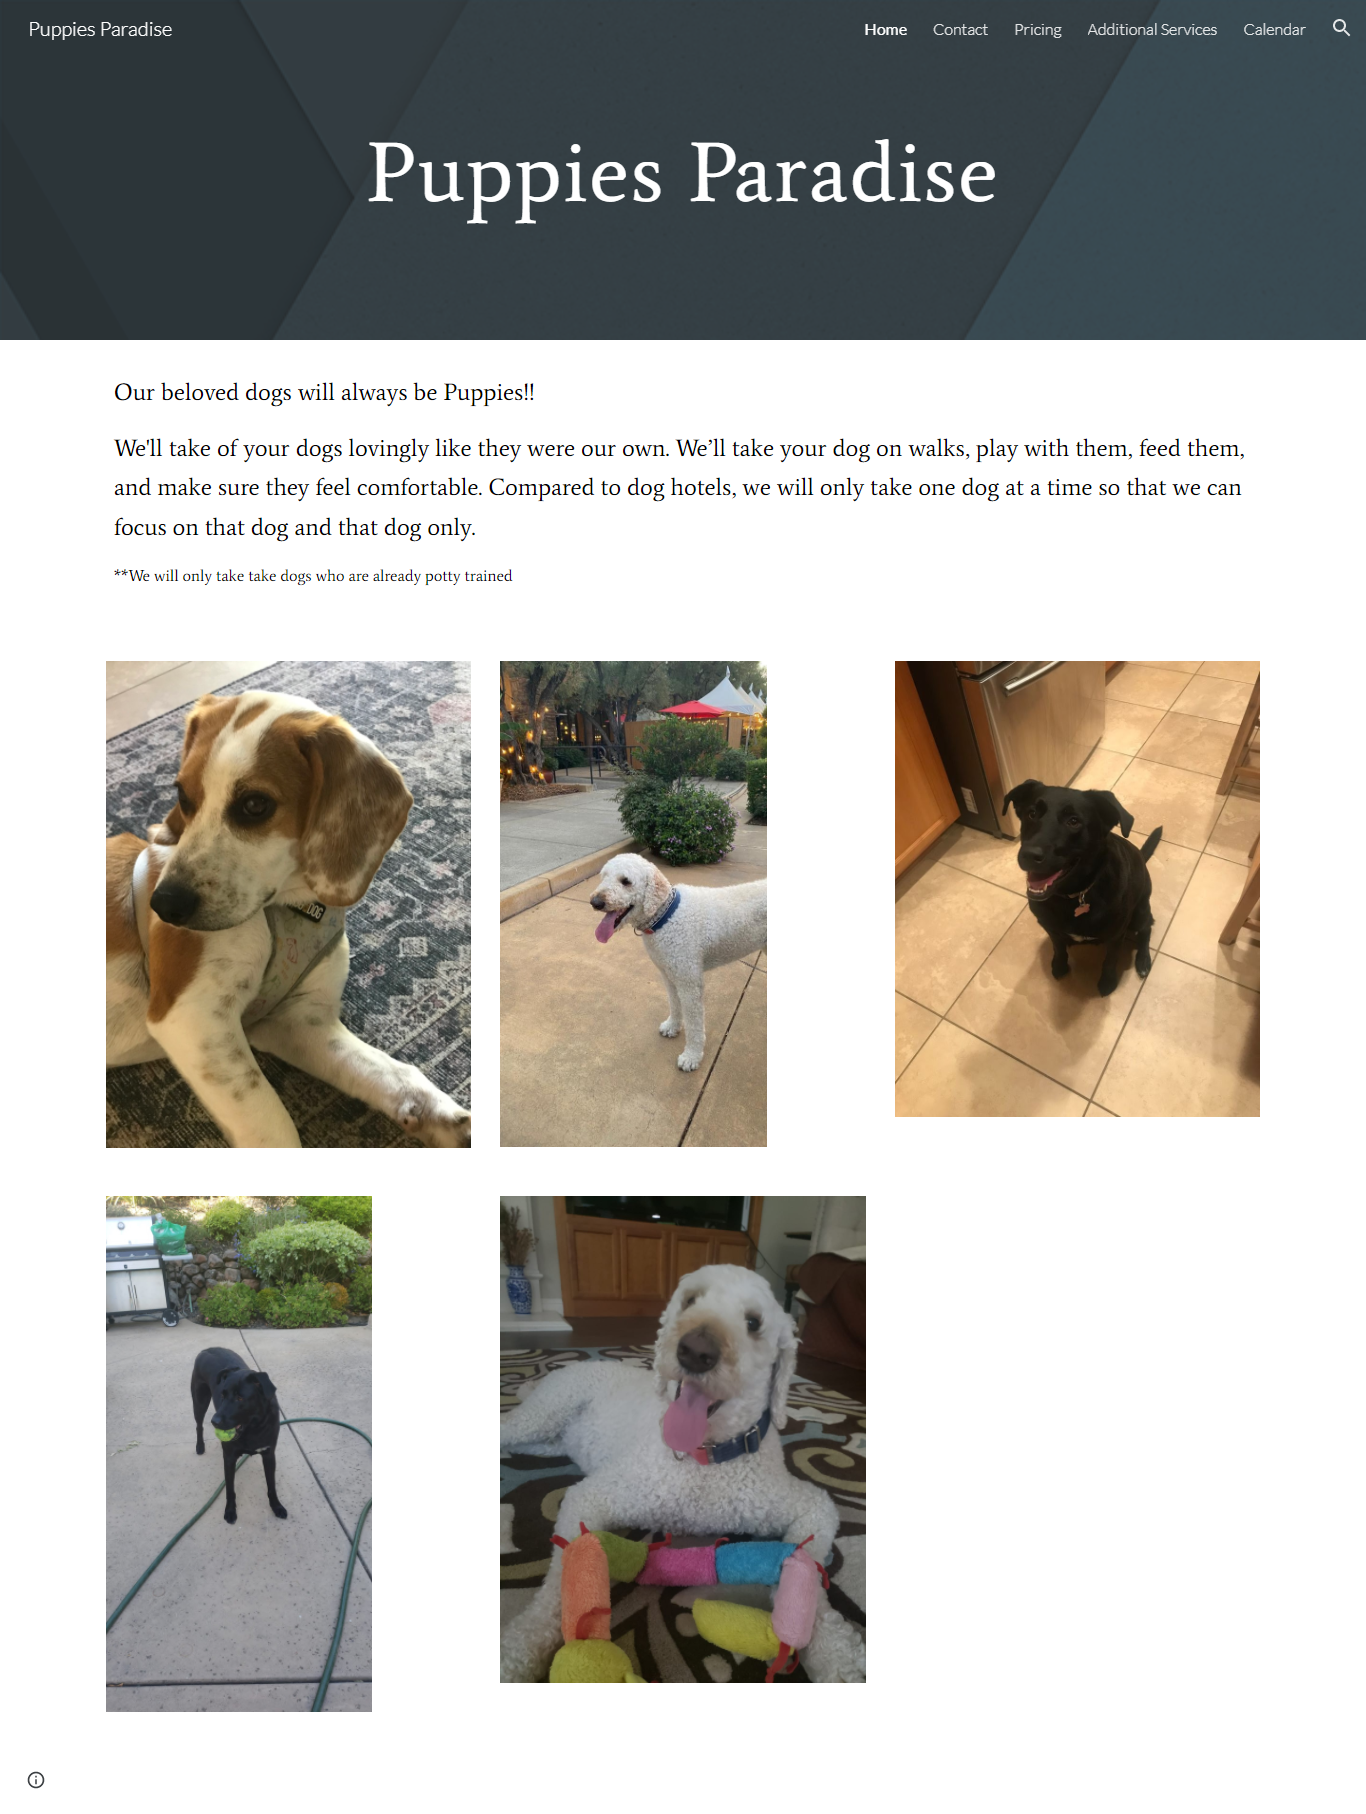 Puppies Paradise
Home Contact Pricing Additional Services Calendar
Puppies Paradise
Our beloved dogs will always be Puppies!!
We'll take of your dogs lovingly like they were our own. We’ll take your dog on walks, play with them, feed them,
and make sure they feel comfortable. Compared to dog hotels, we will only take one dog at a time so that we can
focus on that dog and that dog only.
**We will only take take dogs who are already potty trained
DOG